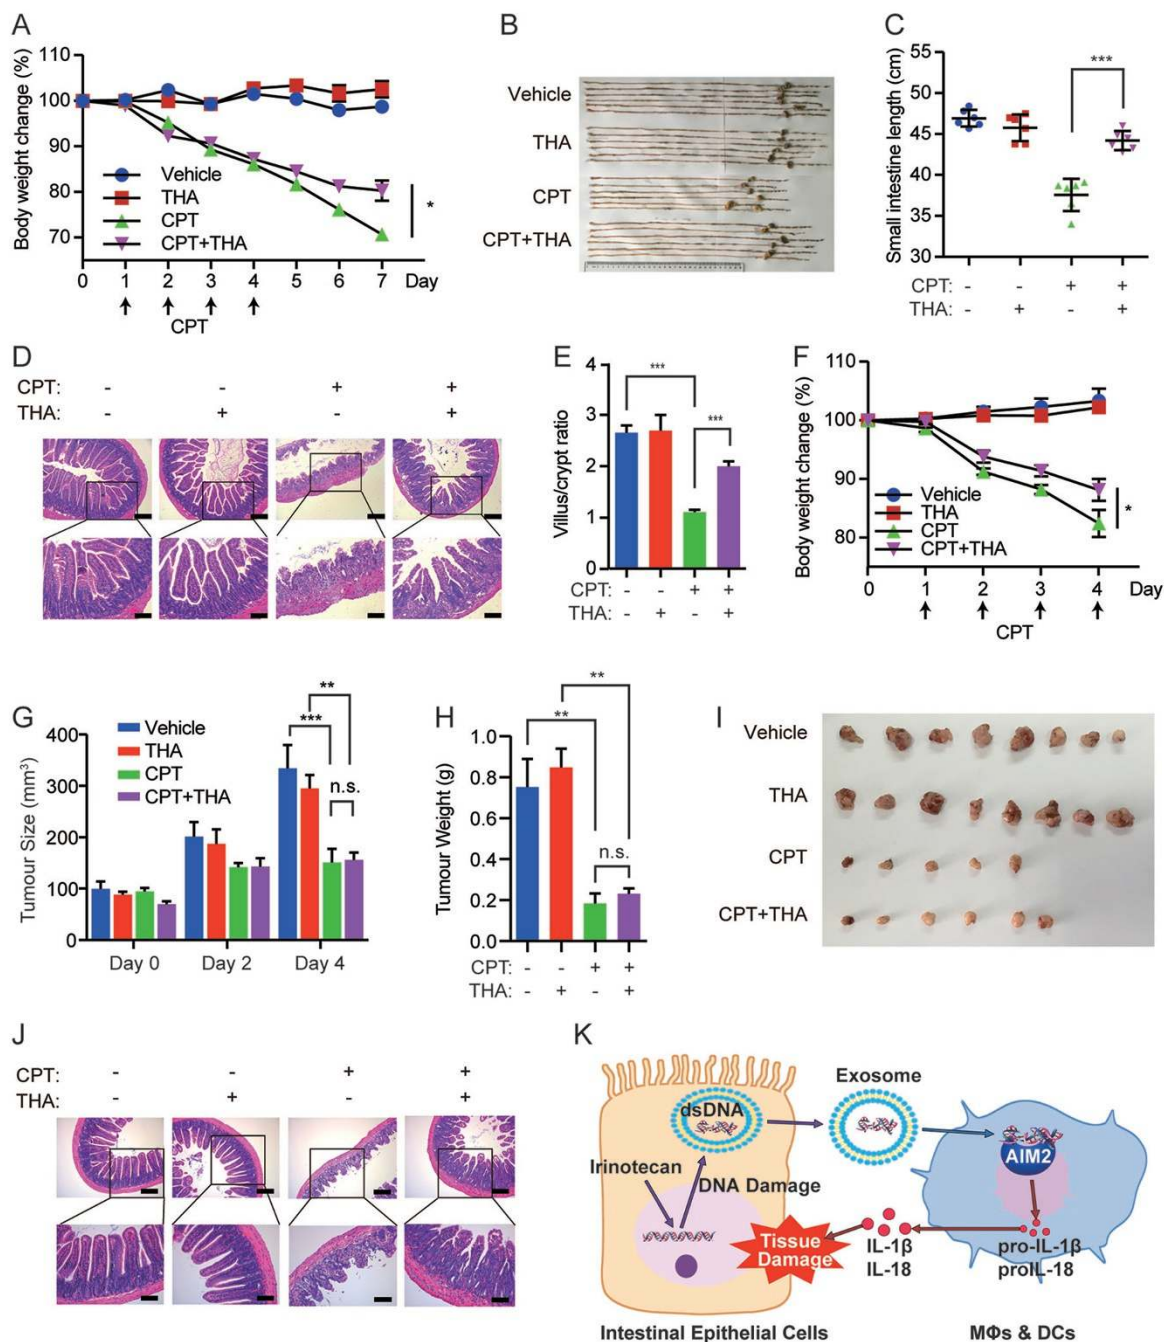 A
Body weight change (%)
110
100
90
80
70
Vehicle
THA
CPT
CPT+THA
*
0 1 2 3 4 5 6 7 Day
CPT
B
Vehicle
THA
CPT
CPT+THA
C
Small intestine length (cm)
55
50
45
40
35
30
***
CPT: - - + +
THA: - + - +
D
CPT: - - + +
THA: - + - +
E
Villus/crypt ratio
4
3
2
1
0
***
***
CPT: - - + +
THA: - + - +
F
Body weight change (%)
110
100
90
80
Vehicle
THA
CPT
CPT+THA
*
0 1 2 3 4 Day
CPT
G
Tumour Size (mm³)
400
300
200
100
0
Vehicle
THA
CPT
CPT+THA
**
***
n.s.
Day 0 Day 2 Day 4
H
Tumour Weight (g)
1.0
0.8
0.6
0.4
0.2
0.0
**
**
n.s.
CPT: - - + +
THA: - + - +
I
Vehicle
THA
CPT
CPT+THA
J
CPT: - - + +
THA: - + - +
K
Exosome
dsDNA
AIM2
Irinotecan
DNA Damage
Tissue
Damage
IL-1β
IL-18
pro-IL-1β
proIL-18
Intestinal Epithelial Cells
MΦs & DCs